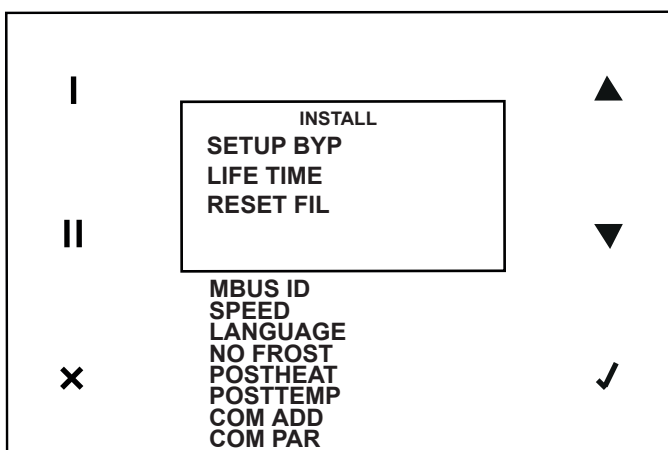 I
INSTALL
SETUP BYP
LIFE TIME
RESET FIL
II
MBUS ID
SPEED
LANGUAGE
NO FROST
POSTHEAT
POSTTEMP
COM ADD
COM PAR